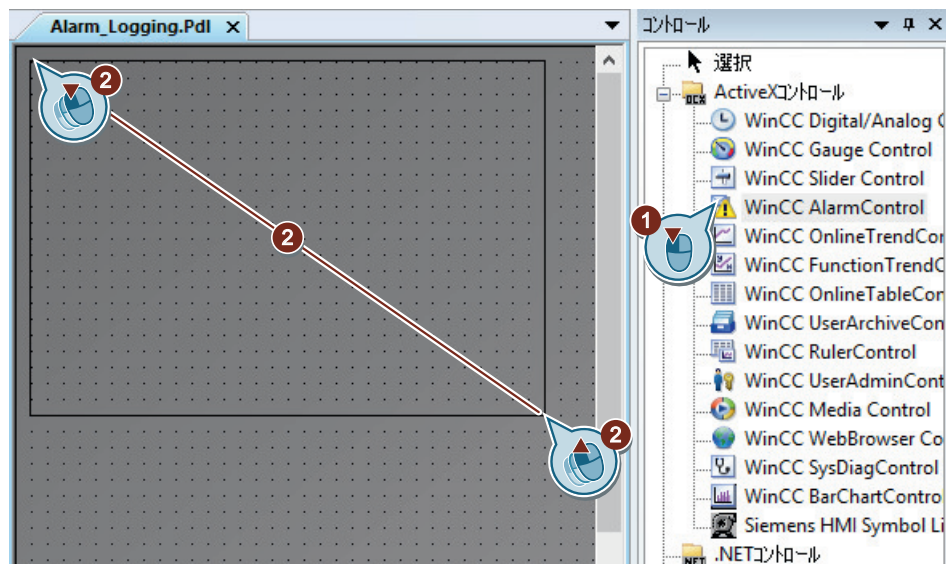 Alarm_Logging.Pdl
2
2
2
コントロール
選択
ActiveXコントロール
WinCC Digital/Analog
WinCC Gauge Control
WinCC Slider Control
1
WinCC AlarmControl
WinCC OnlineTrendCor
WinCC FunctionTrendC
WinCC OnlineTableCor
WinCC UserArchiveCon
WinCC RulerControl
WinCC UserAdminCont
WinCC Media Control
WinCC WebBrowser Co
WinCC SysDiagControl
WinCC BarChartContro
Siemens HMI Symbol Li
.NETコントロール